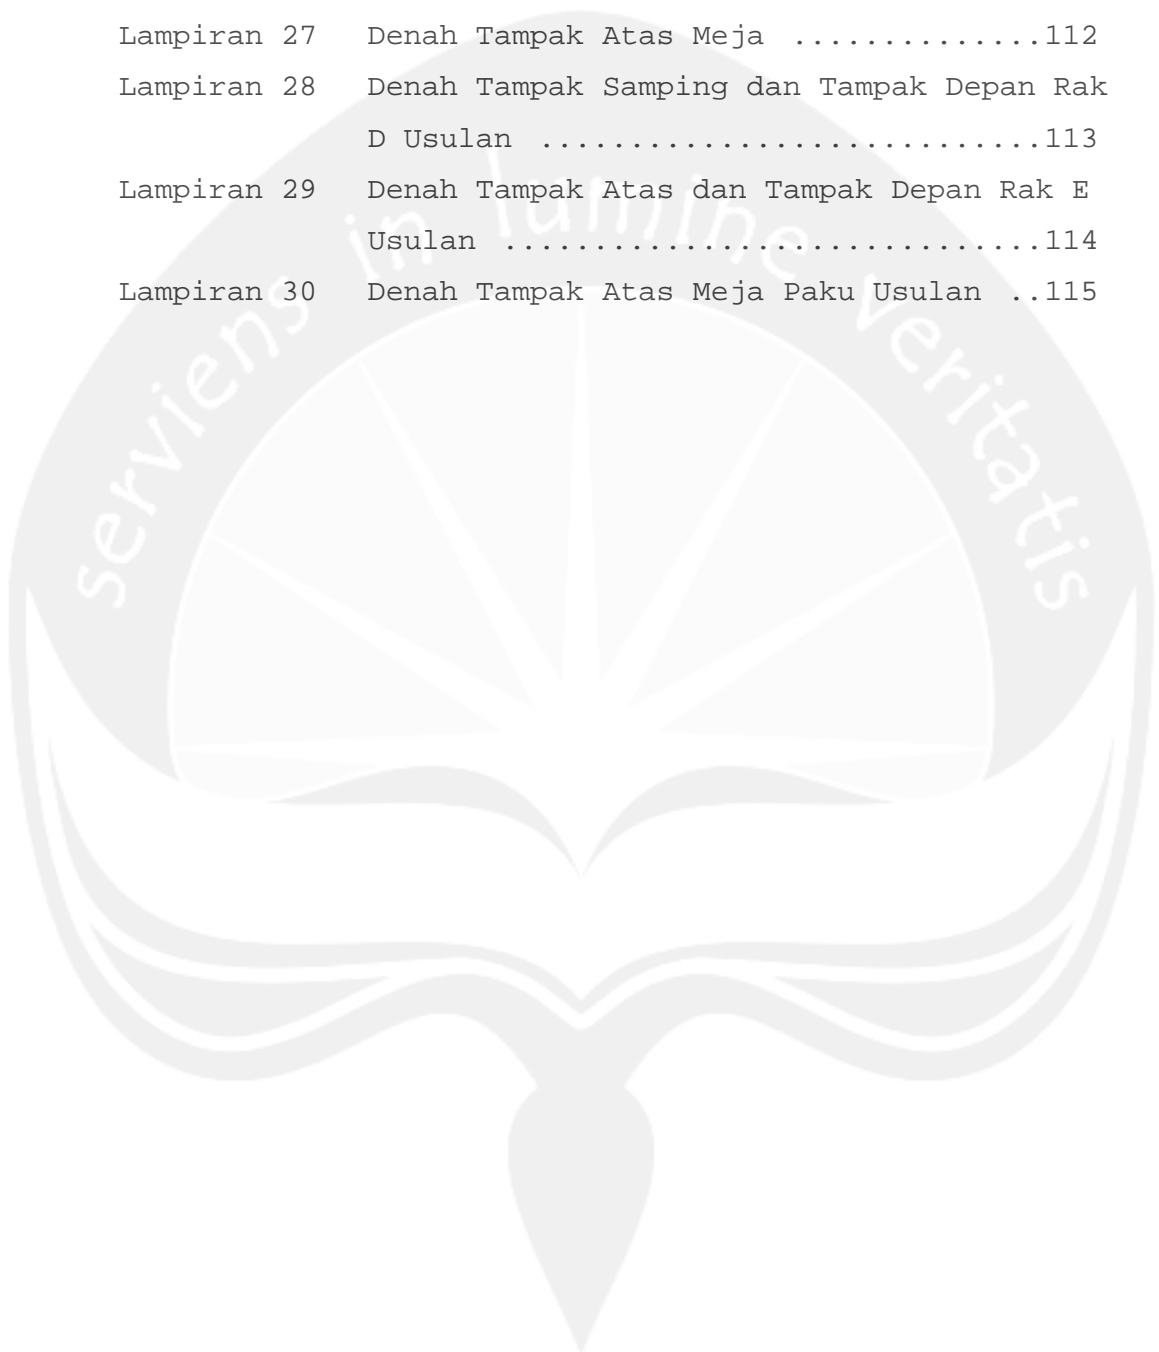 Lampiran 27 Denah Tampak Atas Meja ..............112
Lampiran 28 Denah Tampak Samping dan Tampak Depan Rak
D Usulan ............................113
Lampiran 29 Denah Tampak Atas dan Tampak Depan Rak E
Usulan ..............................114
Lampiran 30 Denah Tampak Atas Meja Paku Usulan ..115
serviens in lumine veritatis